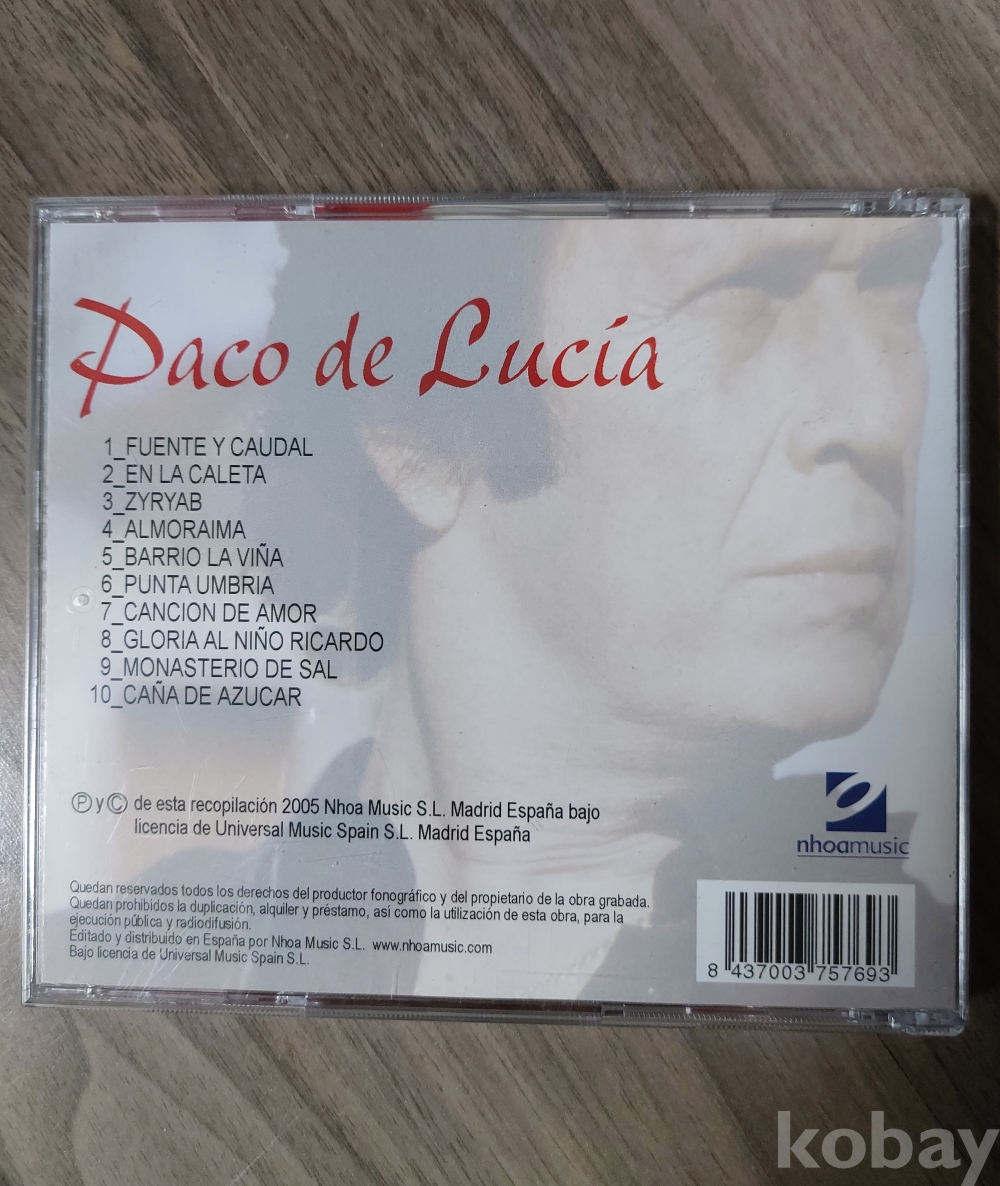 Paco de Lucía
1_FUENTE Y CAUDAL
2_EN LA CALETA
3_ZYRYAB
4_ALMORAIMA
5_BARRIO LA VIÑA
6_PUNTA UMBRIA
7_CANCION DE AMOR
8_GLORIA AL NIÑO RICARDO
9_MONASTERIO DE SAL
10_CAÑA DE AZUCAR
Ⓟ y Ⓒ de esta recopilación 2005 Nhoa Music S.L. Madrid España bajo
licencia de Universal Music Spain S.L. Madrid España
nhoamusic
Quedan reservados todos los derechos del productor fonográfico y del propietario de la obra grabada.
Quedan prohibidos la duplicación, alquiler y préstamo, así como la utilización de esta obra, para la
ejecución pública y radiodifusión.
Editado y distribuido en España por Nhoa Music S.L. www.nhoamusic.com
Bajo licencia de Universal Music Spain S.L.
8 437003 757693
kobay